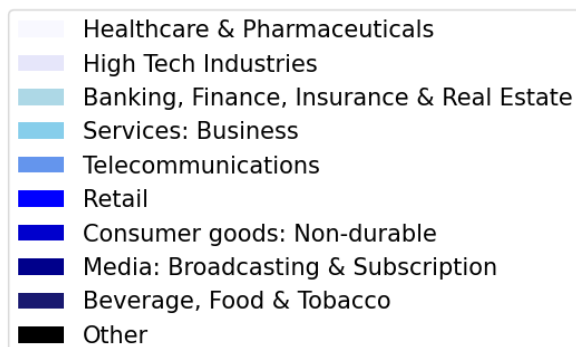 Healthcare & Pharmaceuticals
High Tech Industries
Banking, Finance, Insurance & Real Estate
Services: Business
Telecommunications
Retail
Consumer goods: Non-durable
Media: Broadcasting & Subscription
Beverage, Food & Tobacco
Other